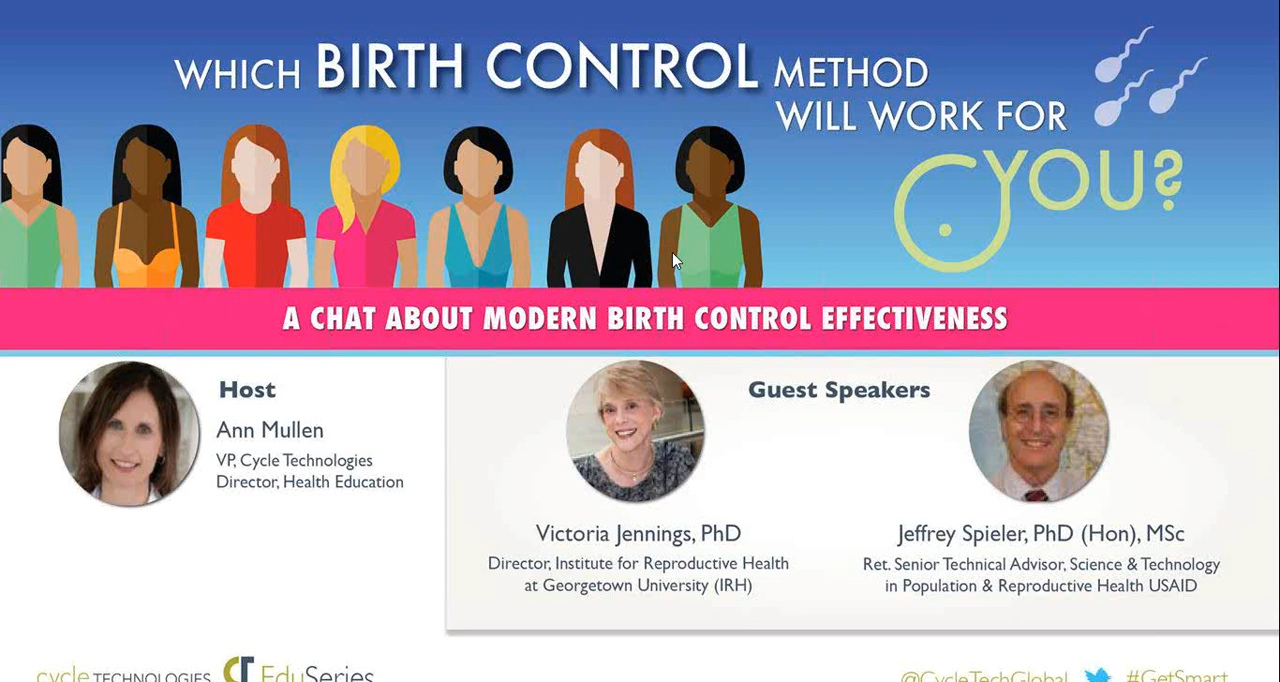 WHICH BIRTH CONTROL METHOD
WILL WORK FOR
YOU?
A CHAT ABOUT MODERN BIRTH CONTROL EFFECTIVENESS
Host
Ann Mullen
VP, Cycle Technologies
Director, Health Education
Guest Speakers
Victoria Jennings, PhD
Director, Institute for Reproductive Health
at Georgetown University (IRH)
Jeffrey Spieler, PhD (Hon), MSc
Ret. Senior Technical Advisor, Science & Technology
in Population & Reproductive Health USAID
cycle TECHNOLOGIES CT EduSeries
@CycleTechGlobal #GetSmart